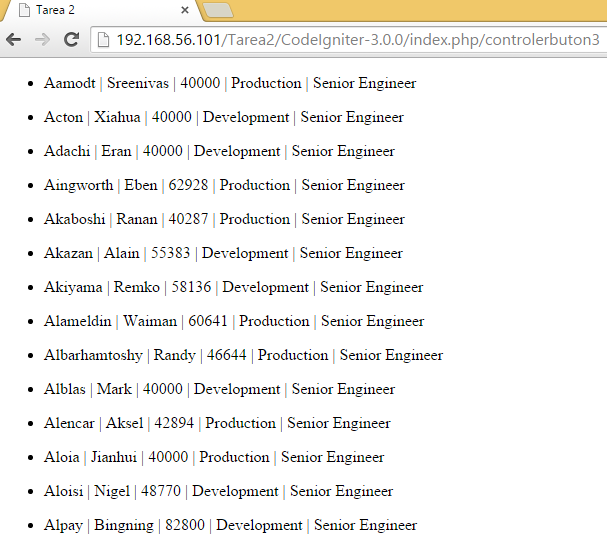 Tarea 2
192.168.56.101/Tarea2/CodeIgniter-3.0.0/index.php/controlerbuton3
Aamodt | Sreenivas | 40000 | Production | Senior Engineer
Acton | Xiahua | 40000 | Development | Senior Engineer
Adachi | Eran | 40000 | Development | Senior Engineer
Aingworth | Eben | 62928 | Production | Senior Engineer
Akaboshi | Ranan | 40287 | Production | Senior Engineer
Akazan | Alain | 55383 | Development | Senior Engineer
Akiyama | Remko | 58136 | Development | Senior Engineer
Alameldin | Waiman | 60641 | Production | Senior Engineer
Albarhamtoshy | Randy | 46644 | Production | Senior Engineer
Alblas | Mark | 40000 | Development | Senior Engineer
Alencar | Aksel | 42894 | Production | Senior Engineer
Aloia | Jianhui | 40000 | Production | Senior Engineer
Aloisi | Nigel | 48770 | Development | Senior Engineer
Alpay | Bingning | 82800 | Development | Senior Engineer